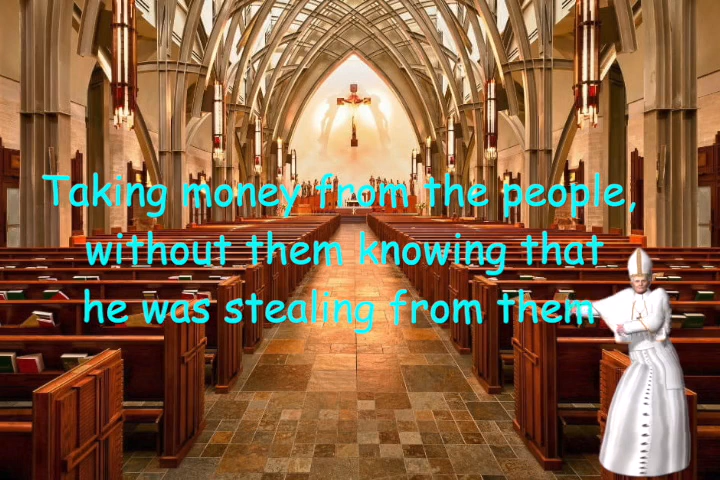 Taking money from the people,
without them knowing that
he was stealing from them